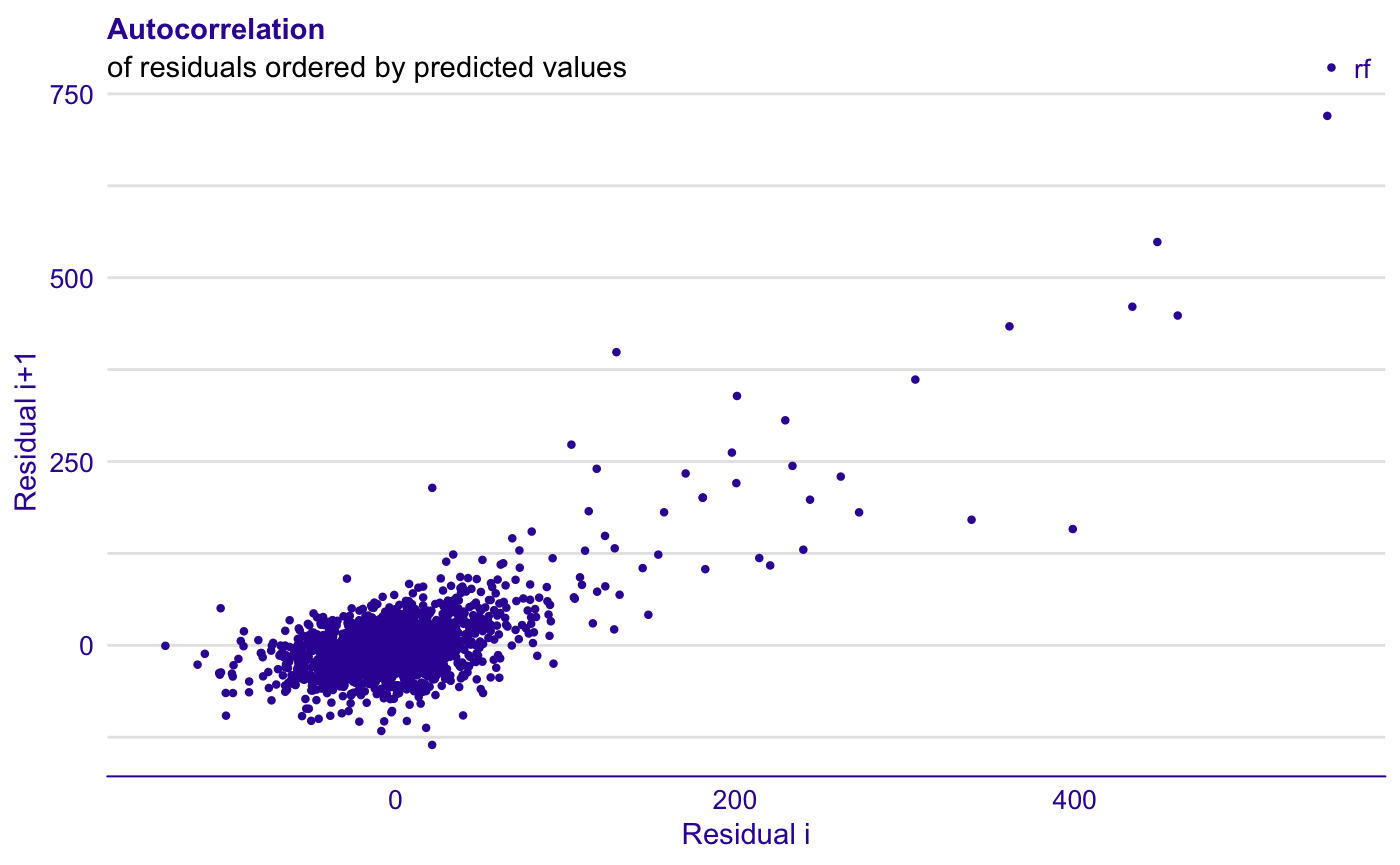 Autocorrelation
of residuals ordered by predicted values
rf
750
500
250
0
Residual i+1
0 200 400
Residual i